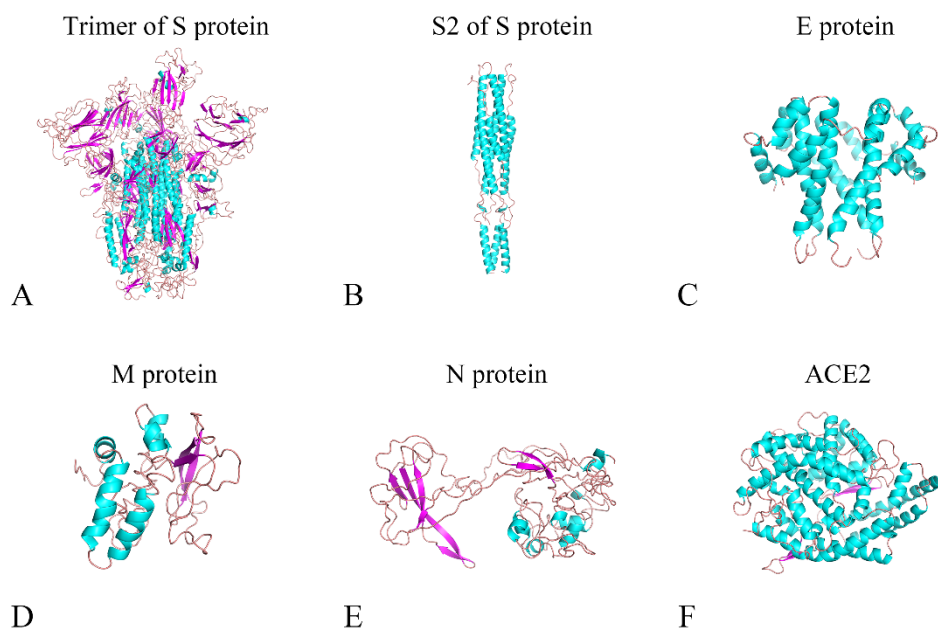 Trimer of S protein
S2 of S protein
E protein
A
B
C
M protein
N protein
ACE2
D
E
F